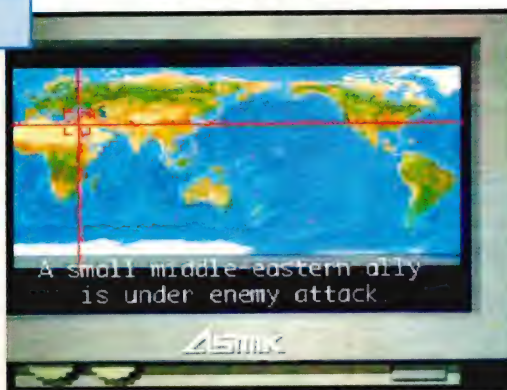 A small middle-eastern ally
is under enemy attack
ASMIK